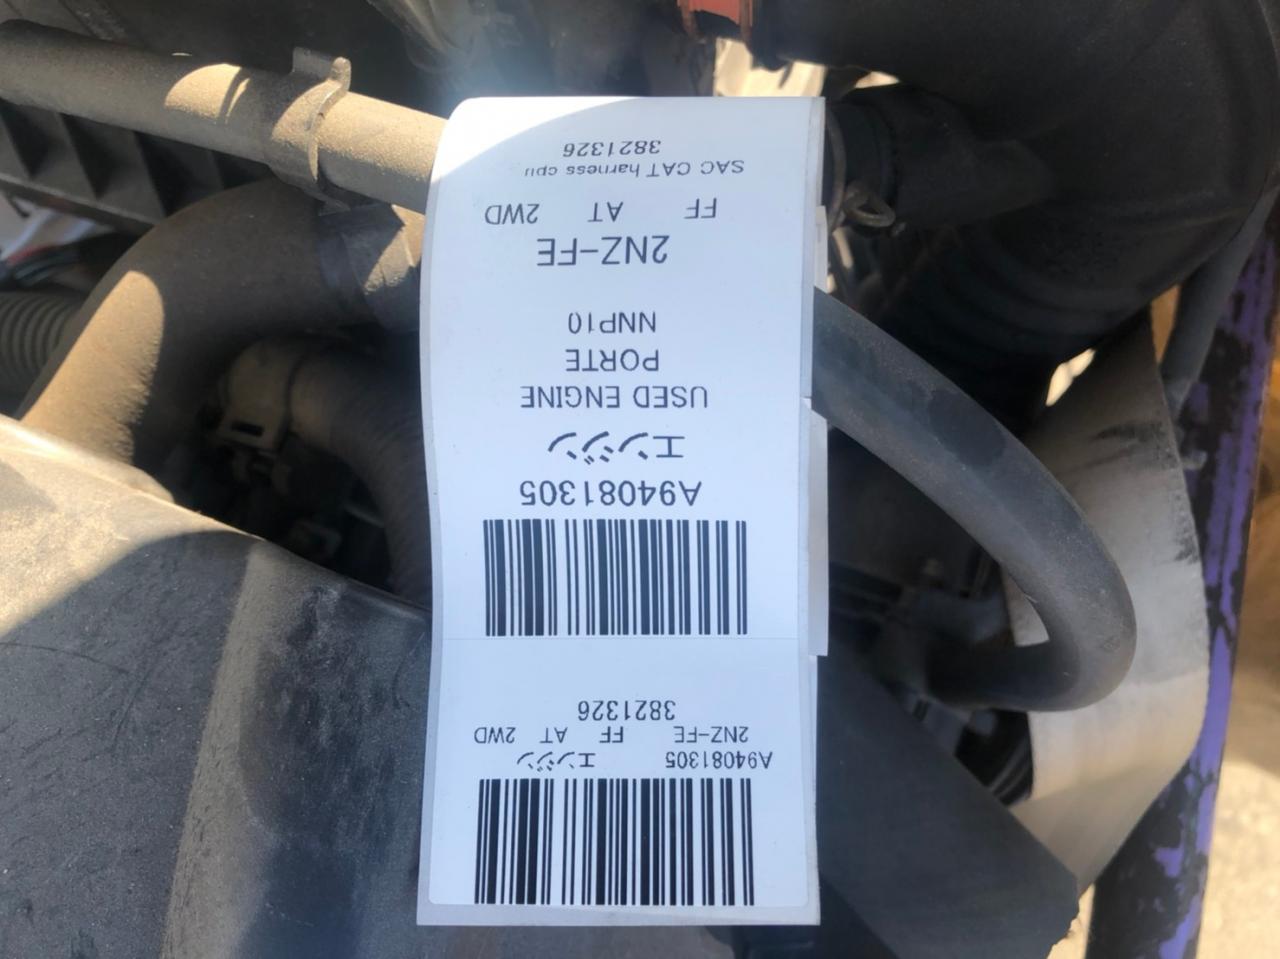 A94081305 エンジン
2NZ-FE FF AT 2WD
3821326
A94081305
エンジン
USED ENGINE
PORTE
NNP10
2NZ-FE
FF AT 2WD
SAC CAT harness cpu
3821326